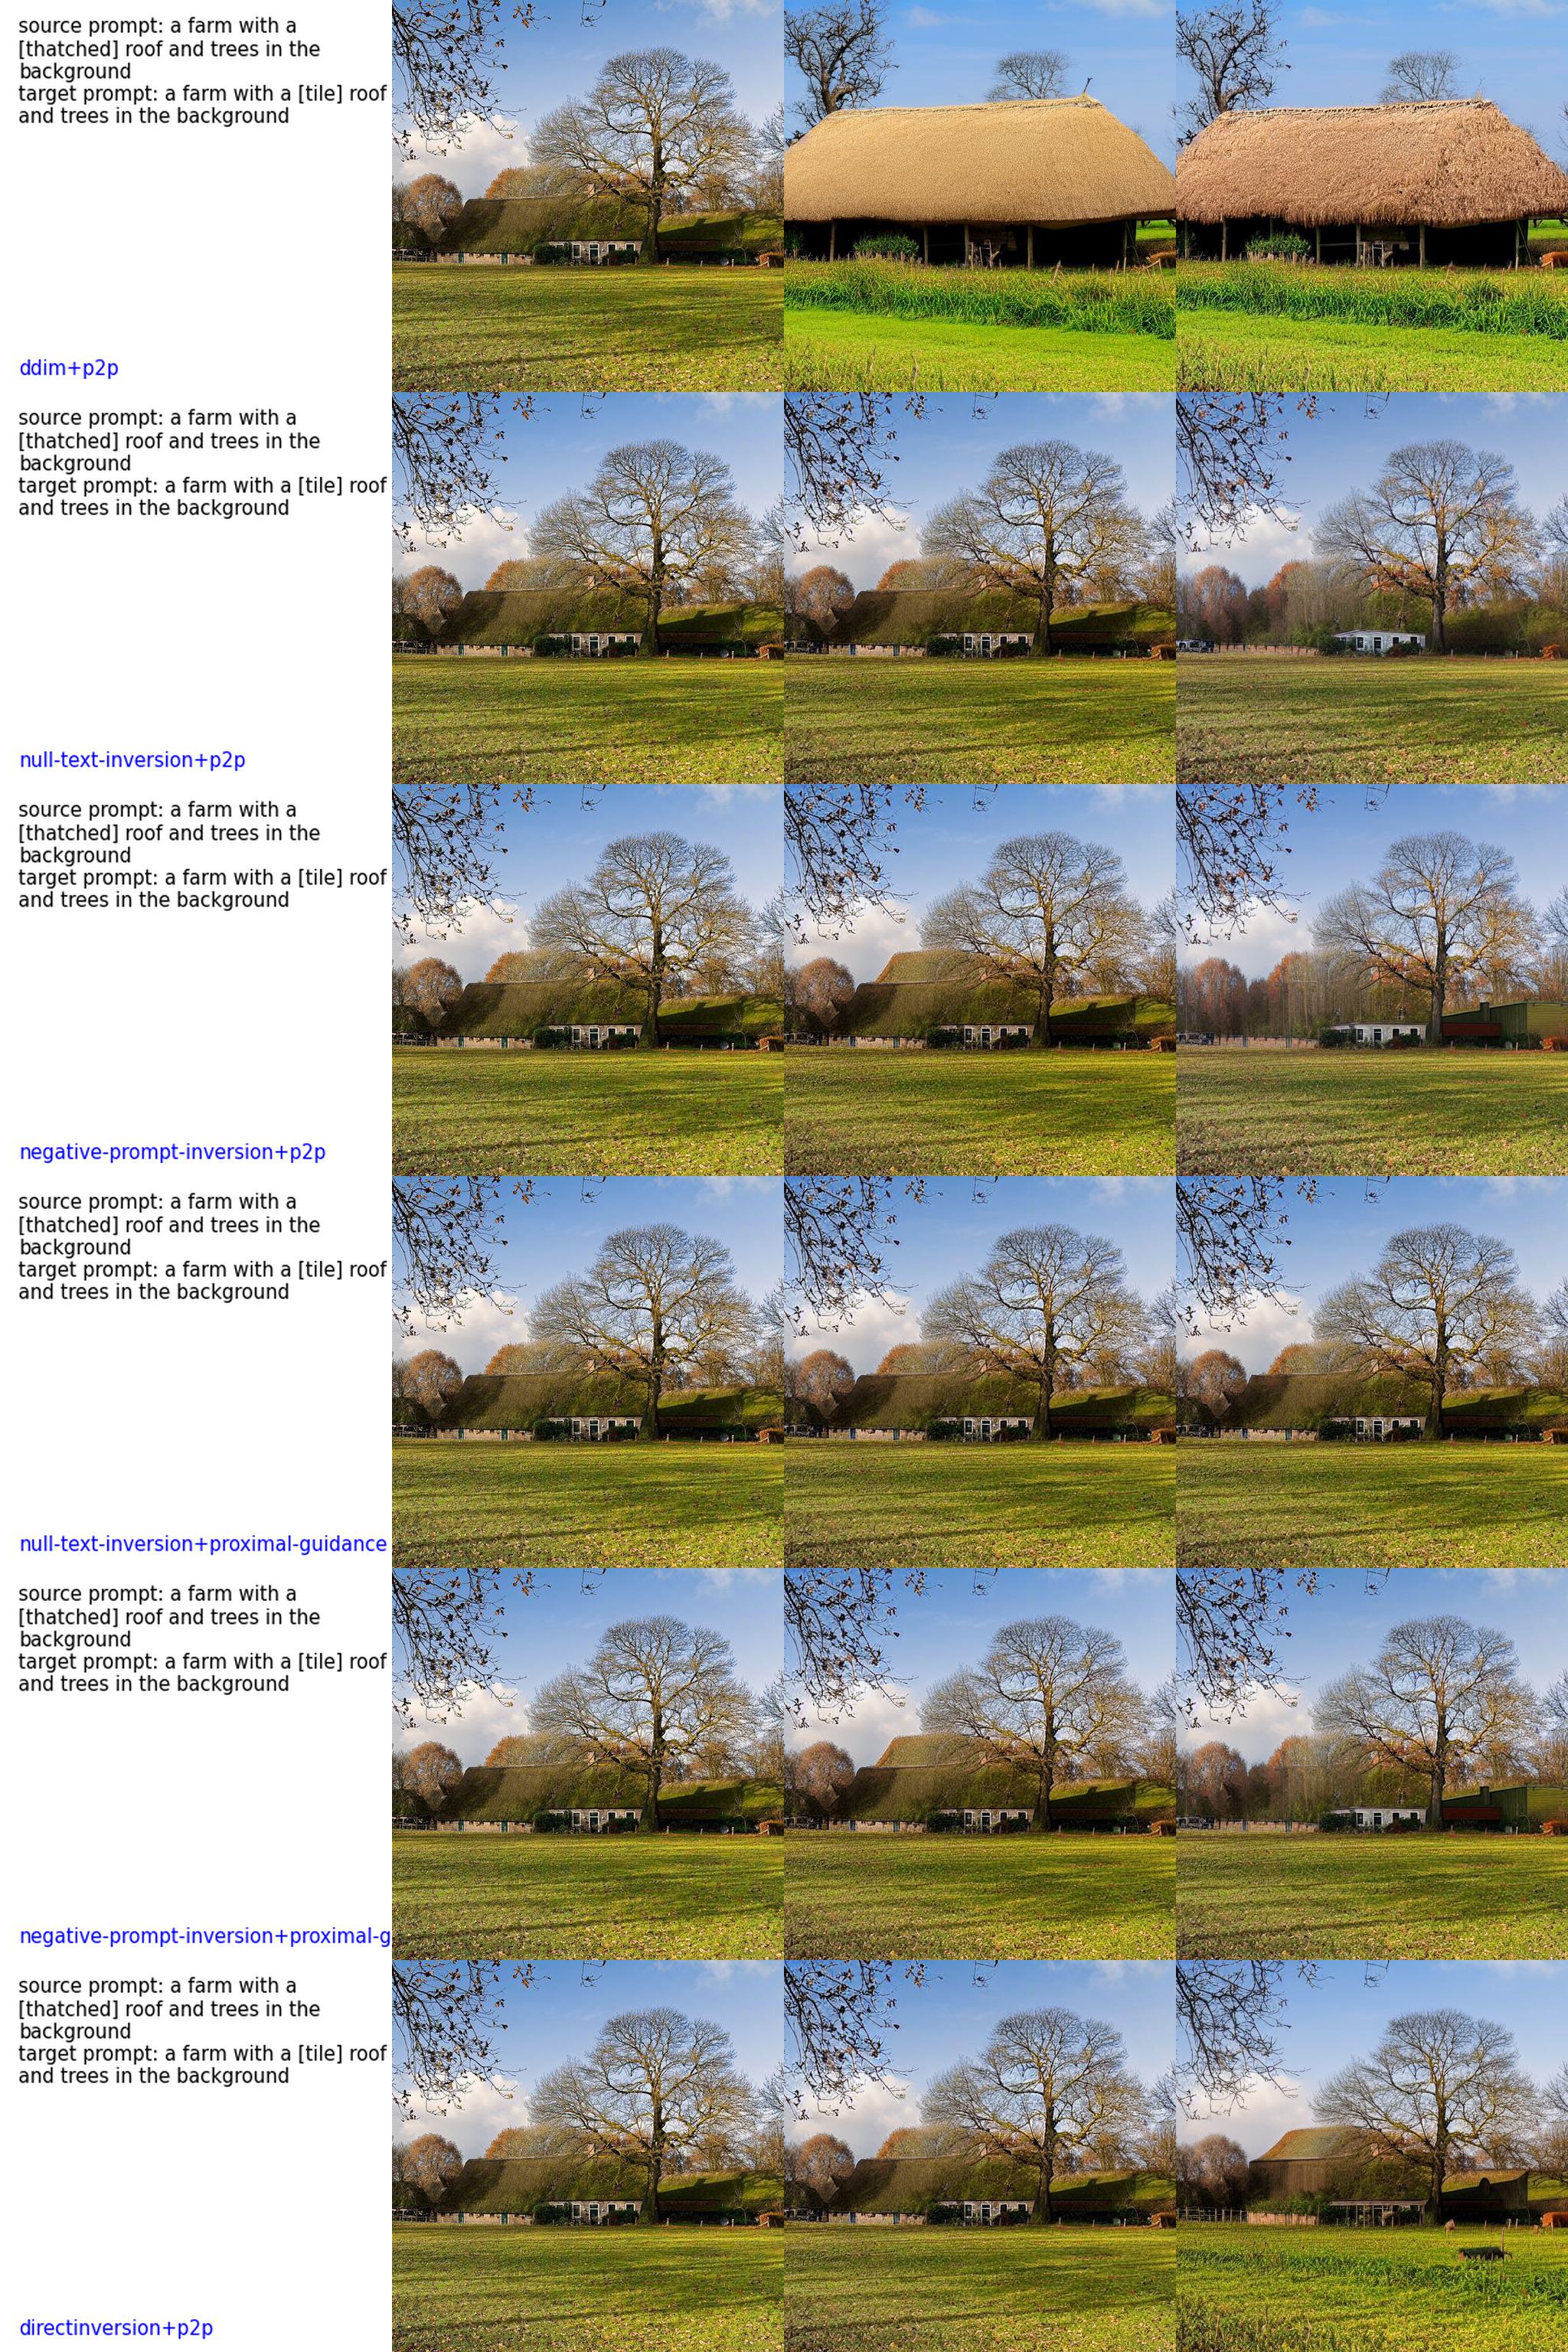 source prompt: a farm with a
[thatched] roof and trees in the
background
target prompt: a farm with a [tile] roof
and trees in the background
ddim+p2p
source prompt: a farm with a
[thatched] roof and trees in the
background
target prompt: a farm with a [tile] roof
and trees in the background
null-text-inversion+p2p
source prompt: a farm with a
[thatched] roof and trees in the
background
target prompt: a farm with a [tile] roof
and trees in the background
negative-prompt-inversion+p2p
source prompt: a farm with a
[thatched] roof and trees in the
background
target prompt: a farm with a [tile] roof
and trees in the background
null-text-inversion+proximal-guidance
source prompt: a farm with a
[thatched] roof and trees in the
background
target prompt: a farm with a [tile] roof
and trees in the background
negative-prompt-inversion+proximal-g
source prompt: a farm with a
[thatched] roof and trees in the
background
target prompt: a farm with a [tile] roof
and trees in the background
directinversion+p2p